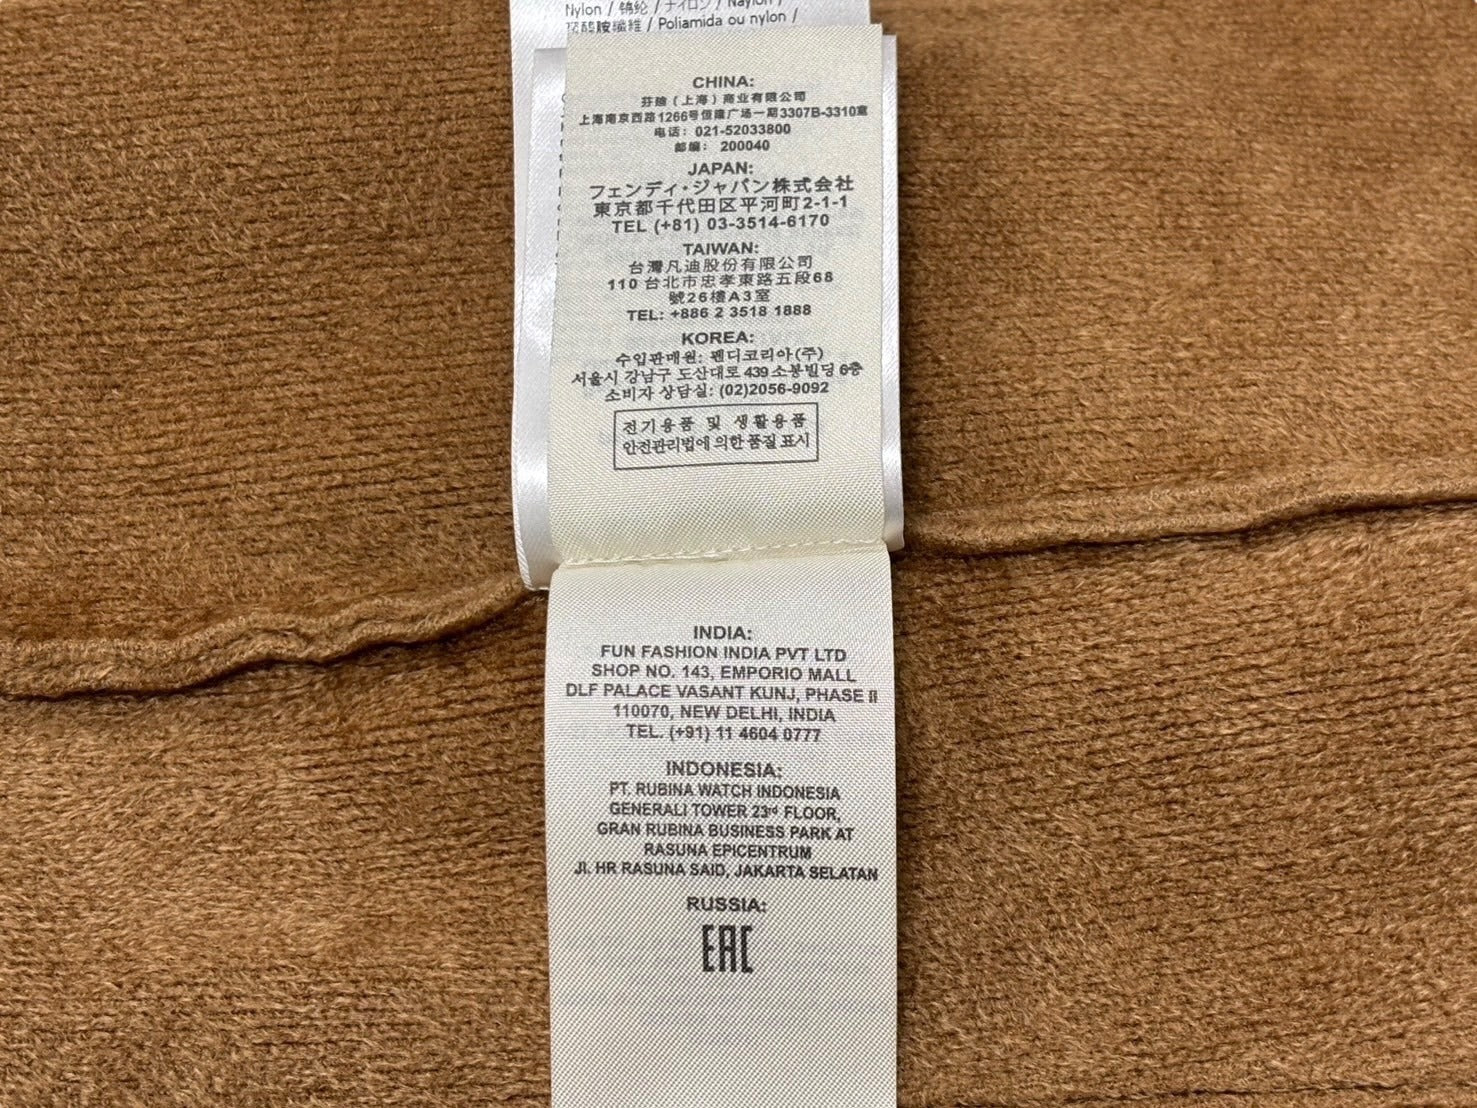 Nylon / 锦纶 / ナイロン / Naylon /
聚醯胺纖維 / Poliamida ou nylon /
CHINA:
芬迪（上海）商业有限公司
上海南京西路1266号恒隆广场一期3307B-3310室
电话: 021-52033800
邮编: 200040
JAPAN:
フェンディ・ジャパン株式会社
東京都千代田区平河町2-1-1
TEL (+81) 03-3514-6170
TAIWAN:
台灣凡迪股份有限公司
110 台北市忠孝東路五段68
號26樓A3室
TEL: +886 2 3518 1888
KOREA:
수입판매원: 펜디코리아(주)
서울시 강남구 도산대로 439 소봉빌딩 6층
소비자 상담실: (02)2056-9092
전기용품 및 생활용품
안전관리법에 의한 품질 표시
INDIA:
FUN FASHION INDIA PVT LTD
SHOP NO. 143, EMPORIO MALL
DLF PALACE VASANT KUNJ, PHASE II
110070, NEW DELHI, INDIA
TEL. (+91) 11 4604 0777
INDONESIA:
PT. RUBINA WATCH INDONESIA
GENERALI TOWER 23rd FLOOR,
GRAN RUBINA BUSINESS PARK AT
RASUNA EPICENTRUM
Jl. HR RASUNA SAID, JAKARTA SELATAN
RUSSIA:
EAC